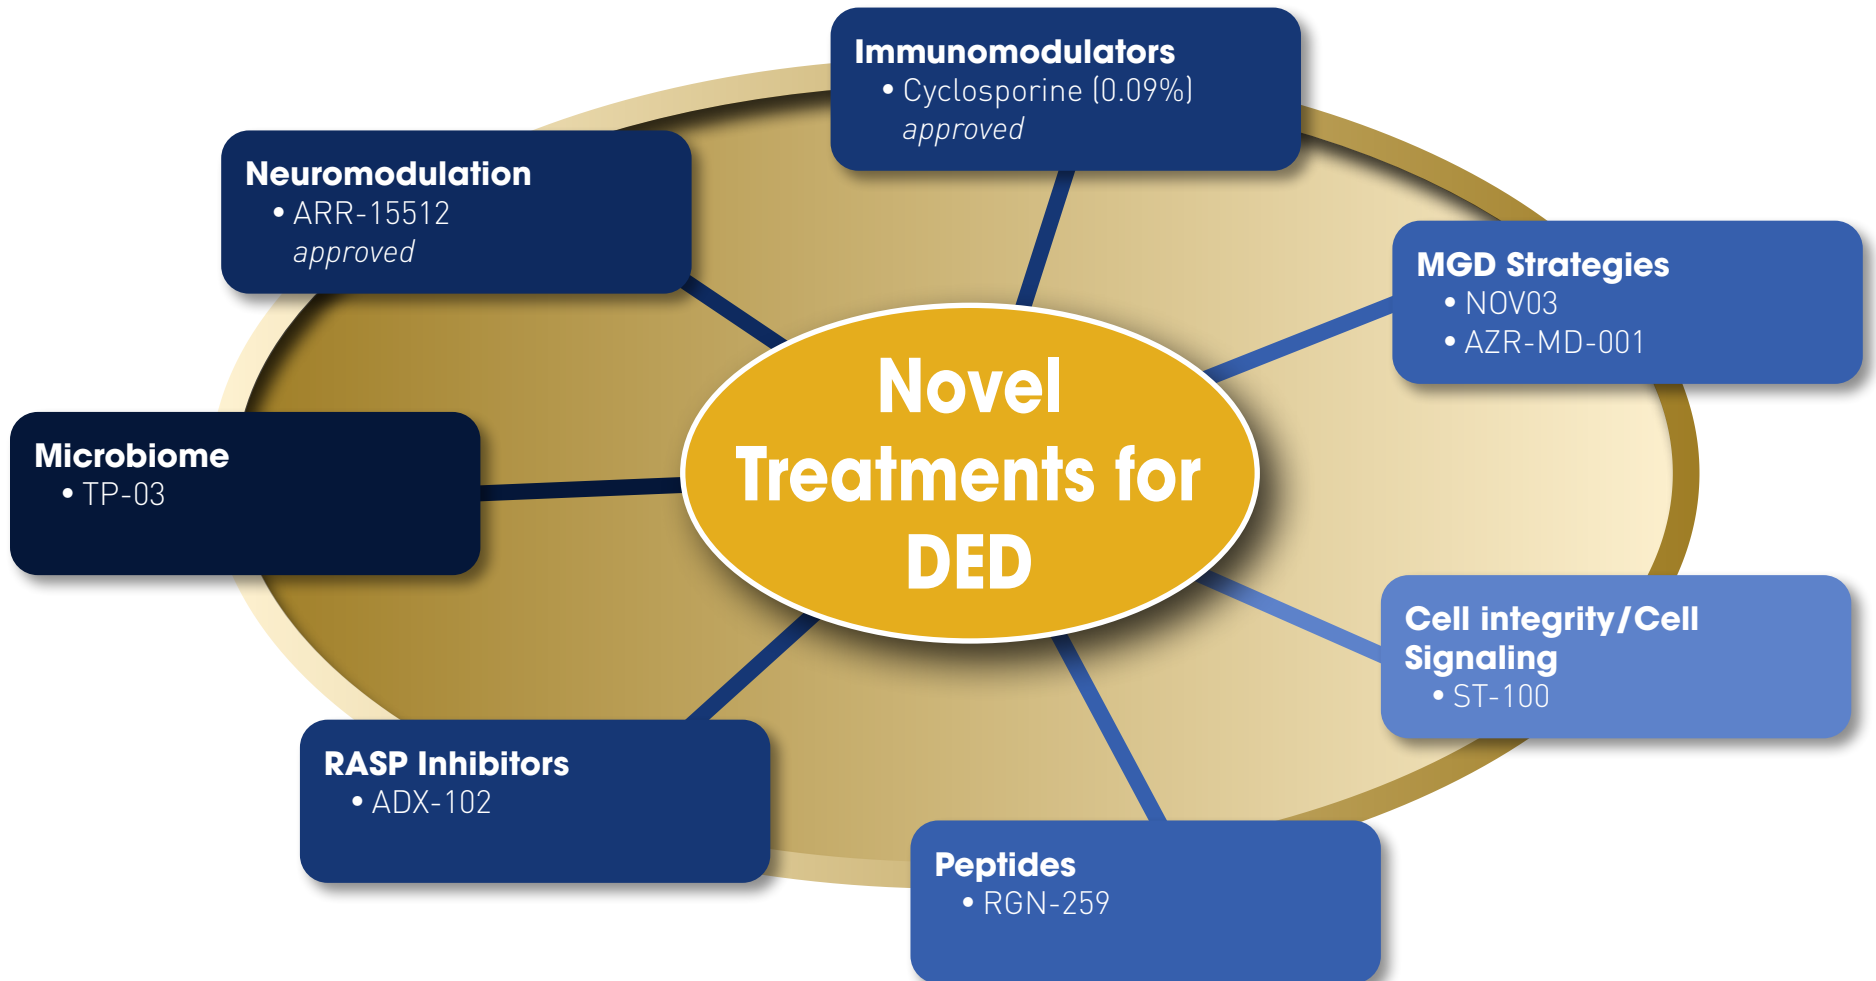 Immunomodulators
• Cyclosporine (0.09%)
approved
Neuromodulation
• ARR-15512
approved
MGD Strategies
• NOV03
• AZR-MD-001
Novel
Treatments for
DED
Microbiome
• TP-03
Cell integrity/Cell
Signaling
• ST-100
RASP Inhibitors
• ADX-102
Peptides
• RGN-259